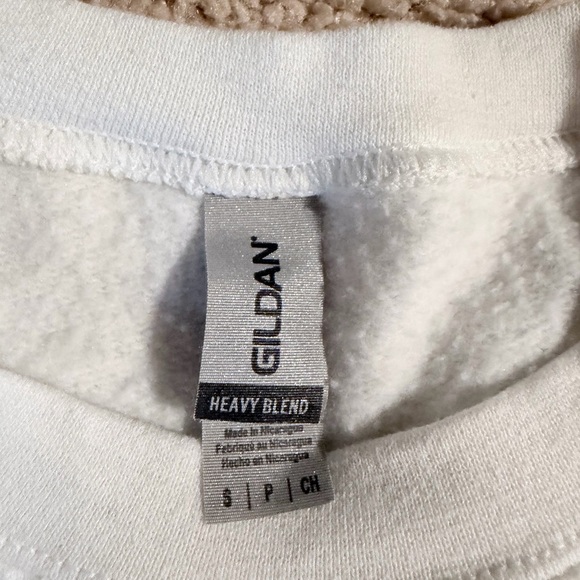 GILDAN®
HEAVY BLEND
Made in Nicaragua
Fabriqué au Nicaragua
Hecho en Nicaragua
S | P | CH